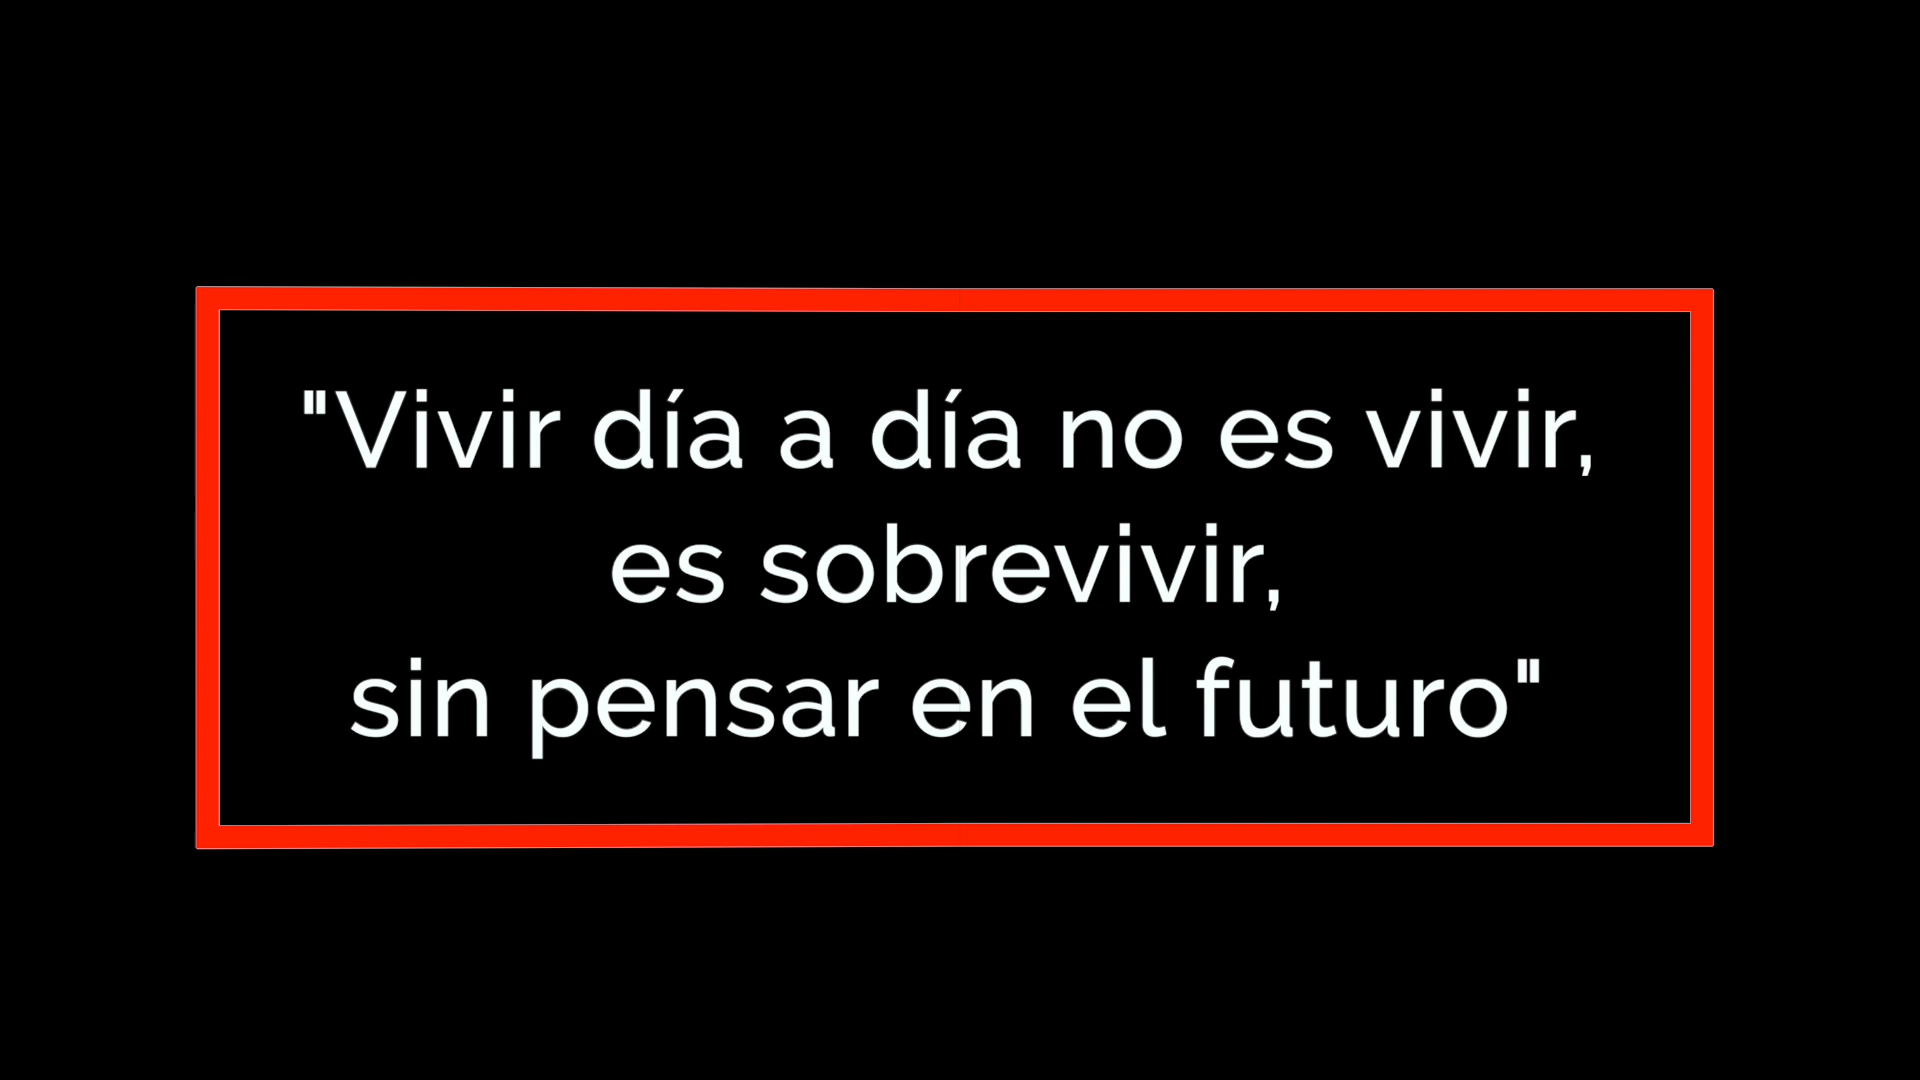 "Vivir día a día no es vivir,
es sobrevivir,
sin pensar en el futuro"